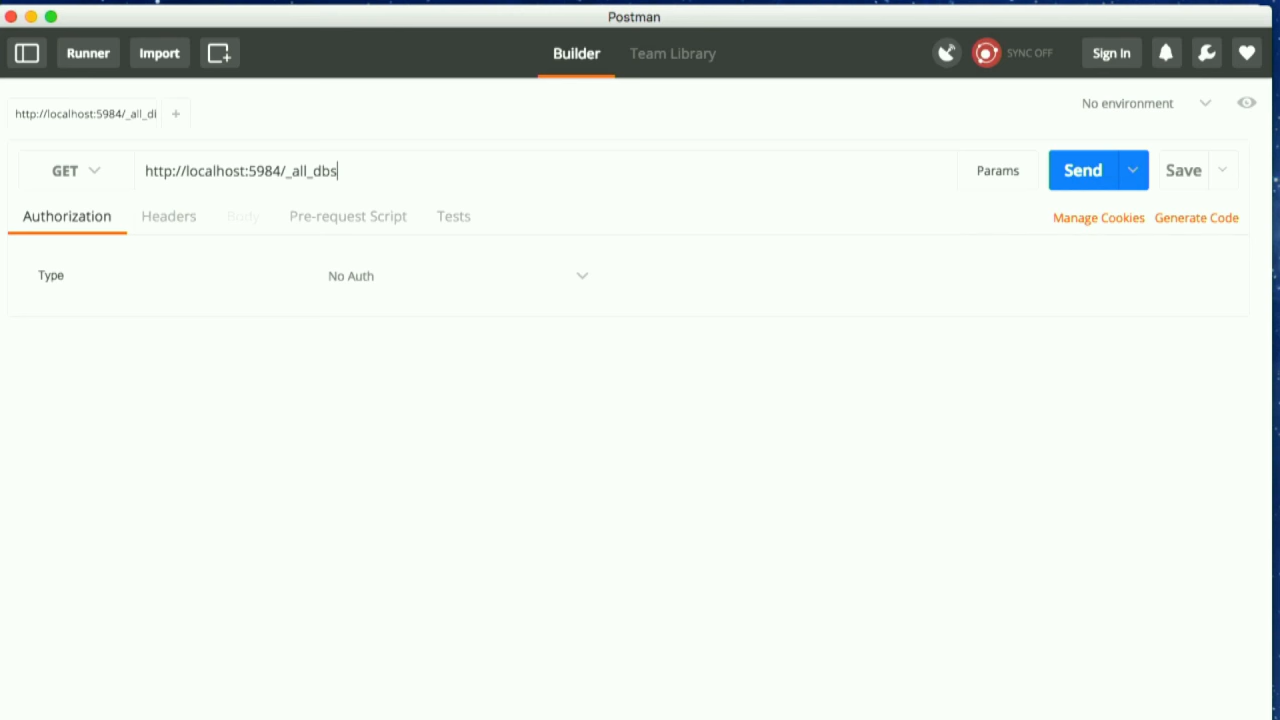 Postman
Runner Import Builder Team Library SYNC OFF Sign In
http://localhost:5984/_all_di + No environment
GET http://localhost:5984/_all_dbs Params Send Save
Authorization Headers Body Pre-request Script Tests Manage Cookies Generate Code
Type No Auth